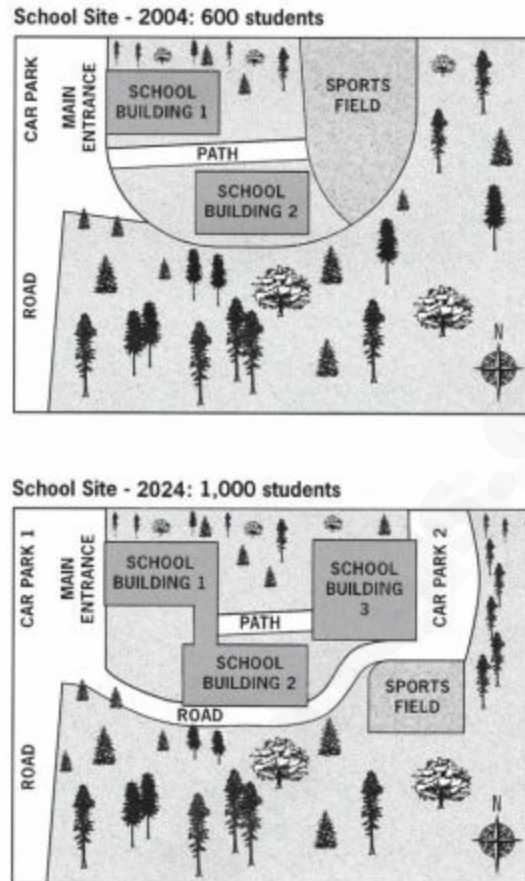 School Site - 2004: 600 students
CAR PARK
MAIN
ENTRANCE
SCHOOL
BUILDING 1
SPORTS
FIELD
PATH
SCHOOL
BUILDING 2
ROAD
N
School Site - 2024: 1,000 students
CAR PARK 1
MAIN
ENTRANCE
SCHOOL
BUILDING 1
SCHOOL
BUILDING
3
CAR PARK 2
PATH
SCHOOL
BUILDING 2
SPORTS
FIELD
ROAD
ROAD
N